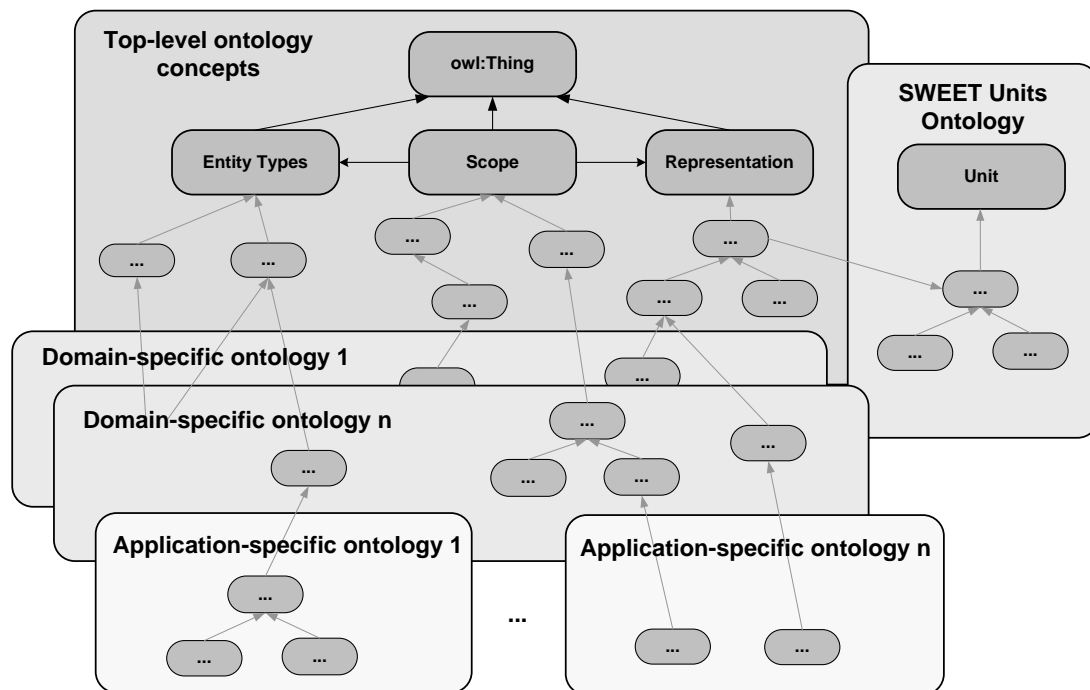 Top-level ontology
concepts
owl:Thing
SWEET Units
Ontology
Entity Types
Scope
Representation
Unit
...
...
...
...
...
...
...
...
...
...
...
...
Domain-specific ontology 1
...
Domain-specific ontology n
...
...
...
...
...
Application-specific ontology 1
Application-specific ontology n
...
...
...
...
...
...